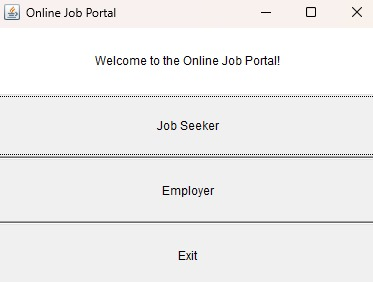 Online Job Portal
Welcome to the Online Job Portal!
Job Seeker
Employer
Exit